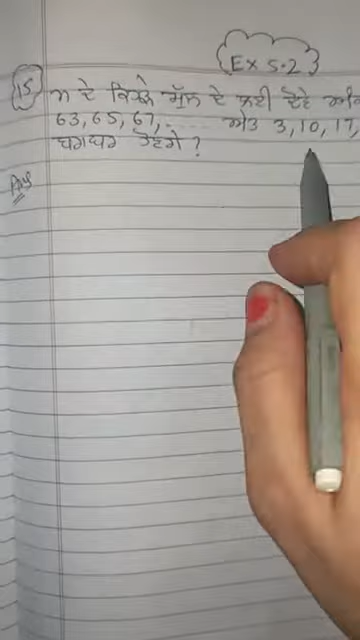 Ex 5.2
15 n ਦੇ ਕਿਸ ਮੁੱਲ ਦੇ ਲਈ ਦੋਵੇਂ
63, 65, 67, ..... ਅਤੇ 3, 10, 17,
ਬਰਾਬਰ ਹੋਣਗੇ ?
Ans